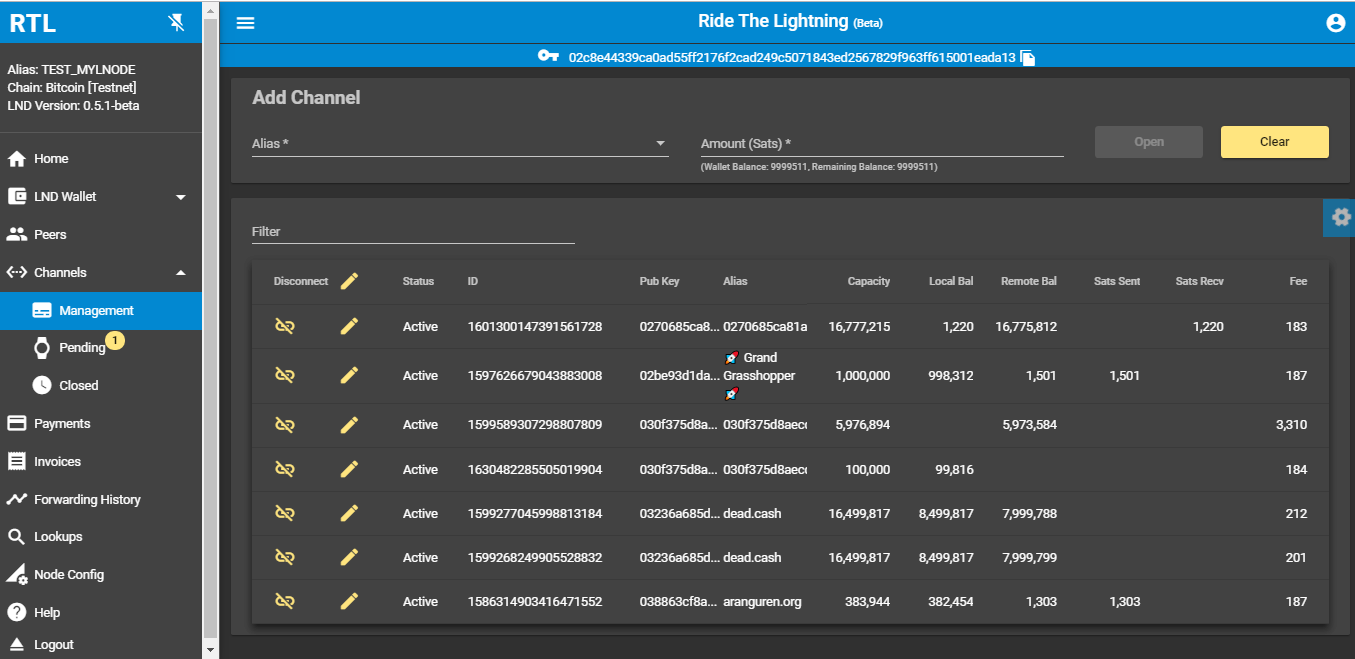 RTL
Ride The Lightning (Beta)
02c8e44339ca0ad55ff2176f2cad249c5071843ed2567829f963ff615001eada13
Alias: TEST_MYLNODE
Chain: Bitcoin [Testnet]
LND Version: 0.5.1-beta
Home
LND Wallet
Peers
Channels
Management
Pending 1
Closed
Payments
Invoices
Forwarding History
Lookups
Node Config
Help
Logout
Add Channel
Alias * Amount (Sats) * Open Clear
(Wallet Balance: 9999511, Remaining Balance: 9999511)
Filter
Disconnect Status ID Pub Key Alias Capacity Local Bal Remote Bal Sats Sent Sats Recv Fee
Active 1601300147391561728 0270685ca8... 0270685ca81a 16,777,215 1,220 16,775,812 1,220 183
Active 1597626679043883008 02be93d1da... 🚀 Grand Grasshopper 🚀 1,000,000 998,312 1,501 1,501 187
Active 1599589307298807809 030f375d8a... 030f375d8aec 5,976,894 5,973,584 3,310
Active 1630482285505019904 030f375d8a... 030f375d8aec 100,000 99,816 184
Active 1599277045998813184 03236a685d... dead.cash 16,499,817 8,499,817 7,999,788 212
Active 1599268249905528832 03236a685d... dead.cash 16,499,817 8,499,817 7,999,799 201
Active 1586314903416471552 038863cf8a... aranguren.org 383,944 382,454 1,303 1,303 187